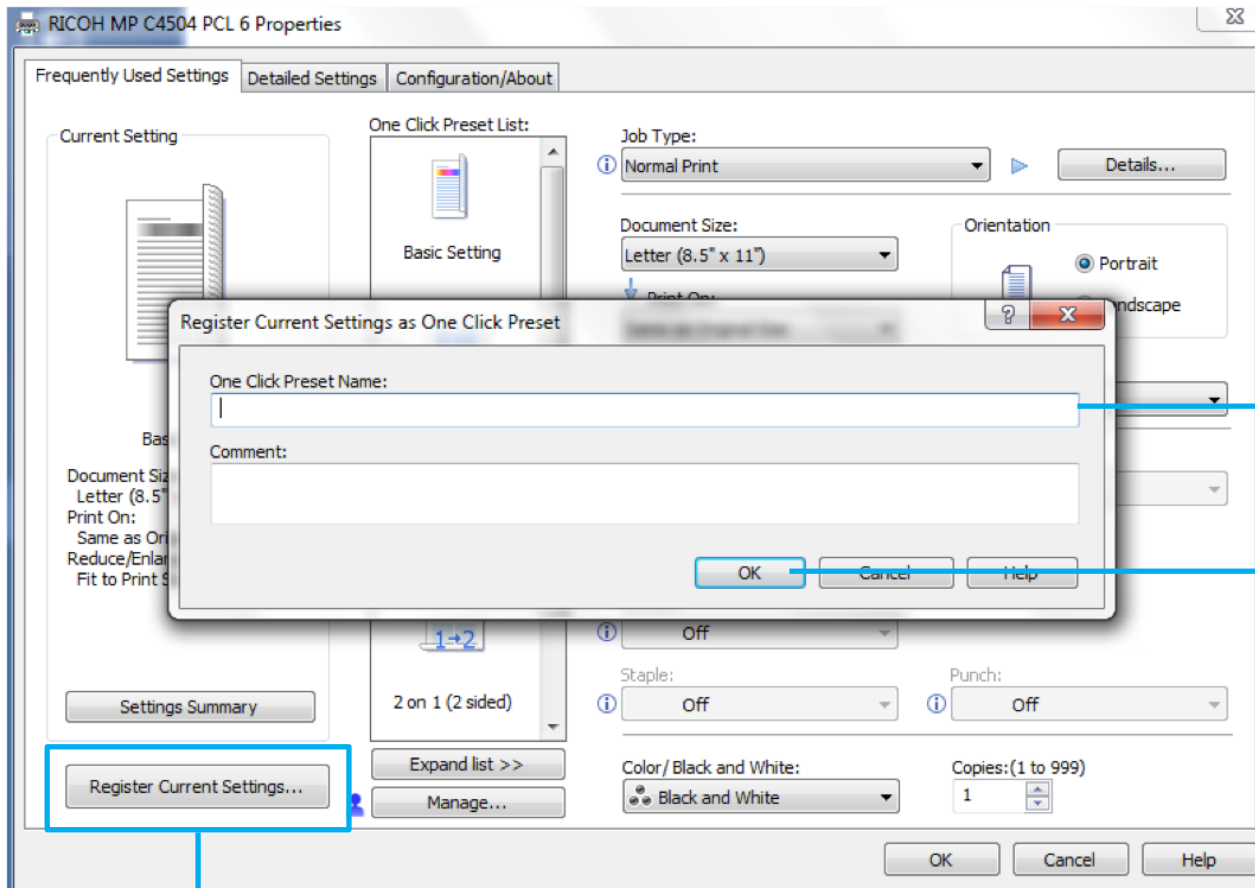 RICOH MP C4504 PCL 6 Properties
Frequently Used Settings
Detailed Settings
Configuration/About
Current Setting
One Click Preset List:
Job Type:
Normal Print
Details...
Basic Setting
Document Size:
Letter (8.5" x 11")
Orientation
Portrait
Print On:
ndscape
Register Current Settings as One Click Preset
?
One Click Preset Name:
Comment:
OK
Cancel
Help
Bas
Document Siz
Letter (8.5"
Print On:
Same as Ori
Reduce/Enlar
Fit to Print S
1→2
2 on 1 (2 sided)
Off
Staple:
Off
Punch:
Off
Settings Summary
Register Current Settings...
Expand list >>
Manage...
Color/ Black and White:
Black and White
Copies:(1 to 999)
1
OK
Cancel
Help